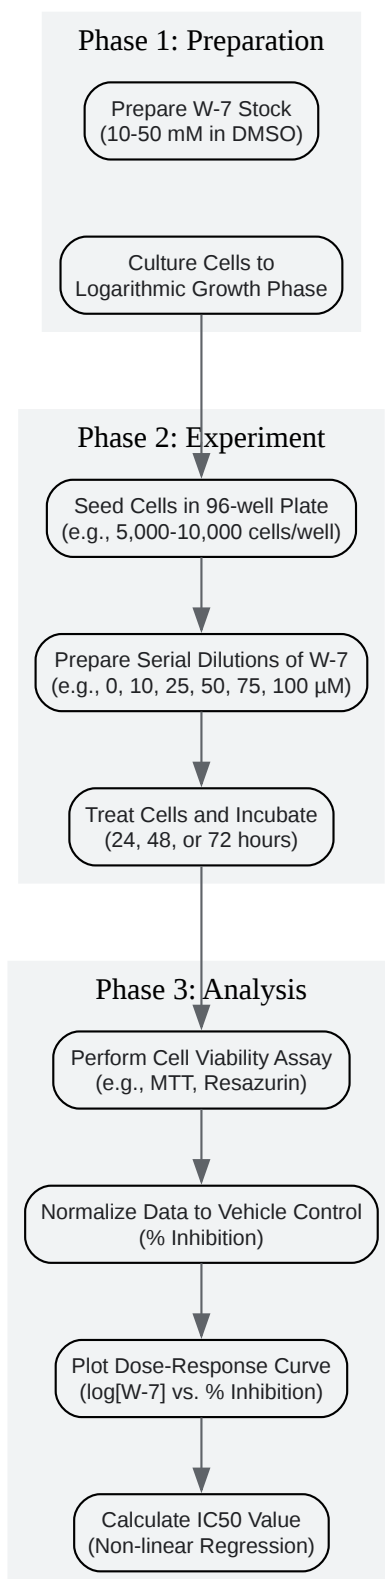 Phase 1: Preparation
Prepare W-7 Stock
(10-50 mM in DMSO)
Culture Cells to
Logarithmic Growth Phase
Phase 2: Experiment
Seed Cells in 96-well Plate
(e.g., 5,000-10,000 cells/well)
Prepare Serial Dilutions of W-7
(e.g., 0, 10, 25, 50, 75, 100 µM)
Treat Cells and Incubate
(24, 48, or 72 hours)
Phase 3: Analysis
Perform Cell Viability Assay
(e.g., MTT, Resazurin)
Normalize Data to Vehicle Control
(% Inhibition)
Plot Dose-Response Curve
(log[W-7] vs. % Inhibition)
Calculate IC50 Value
(Non-linear Regression)